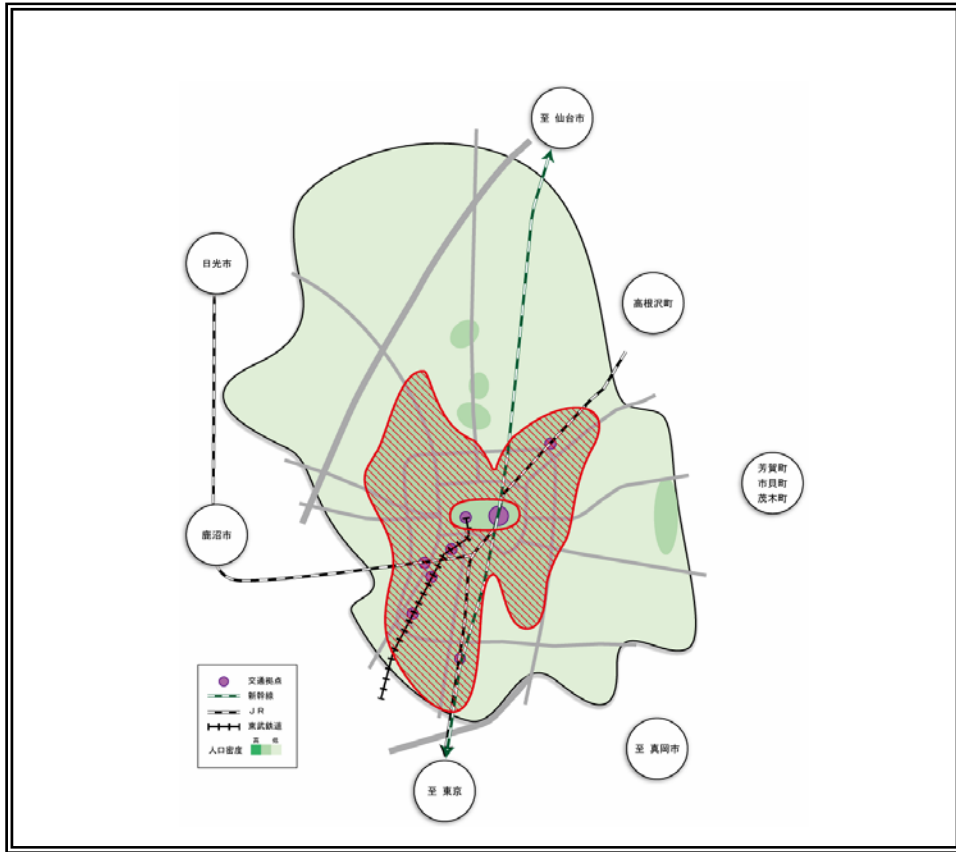 至 仙台市
日光市
高根沢町
芳賀町
市貝町
茂木町
鹿沼市
交通拠点
新幹線
ＪＲ
東武鉄道
高 低
人口密度
至 真岡市
至 東京